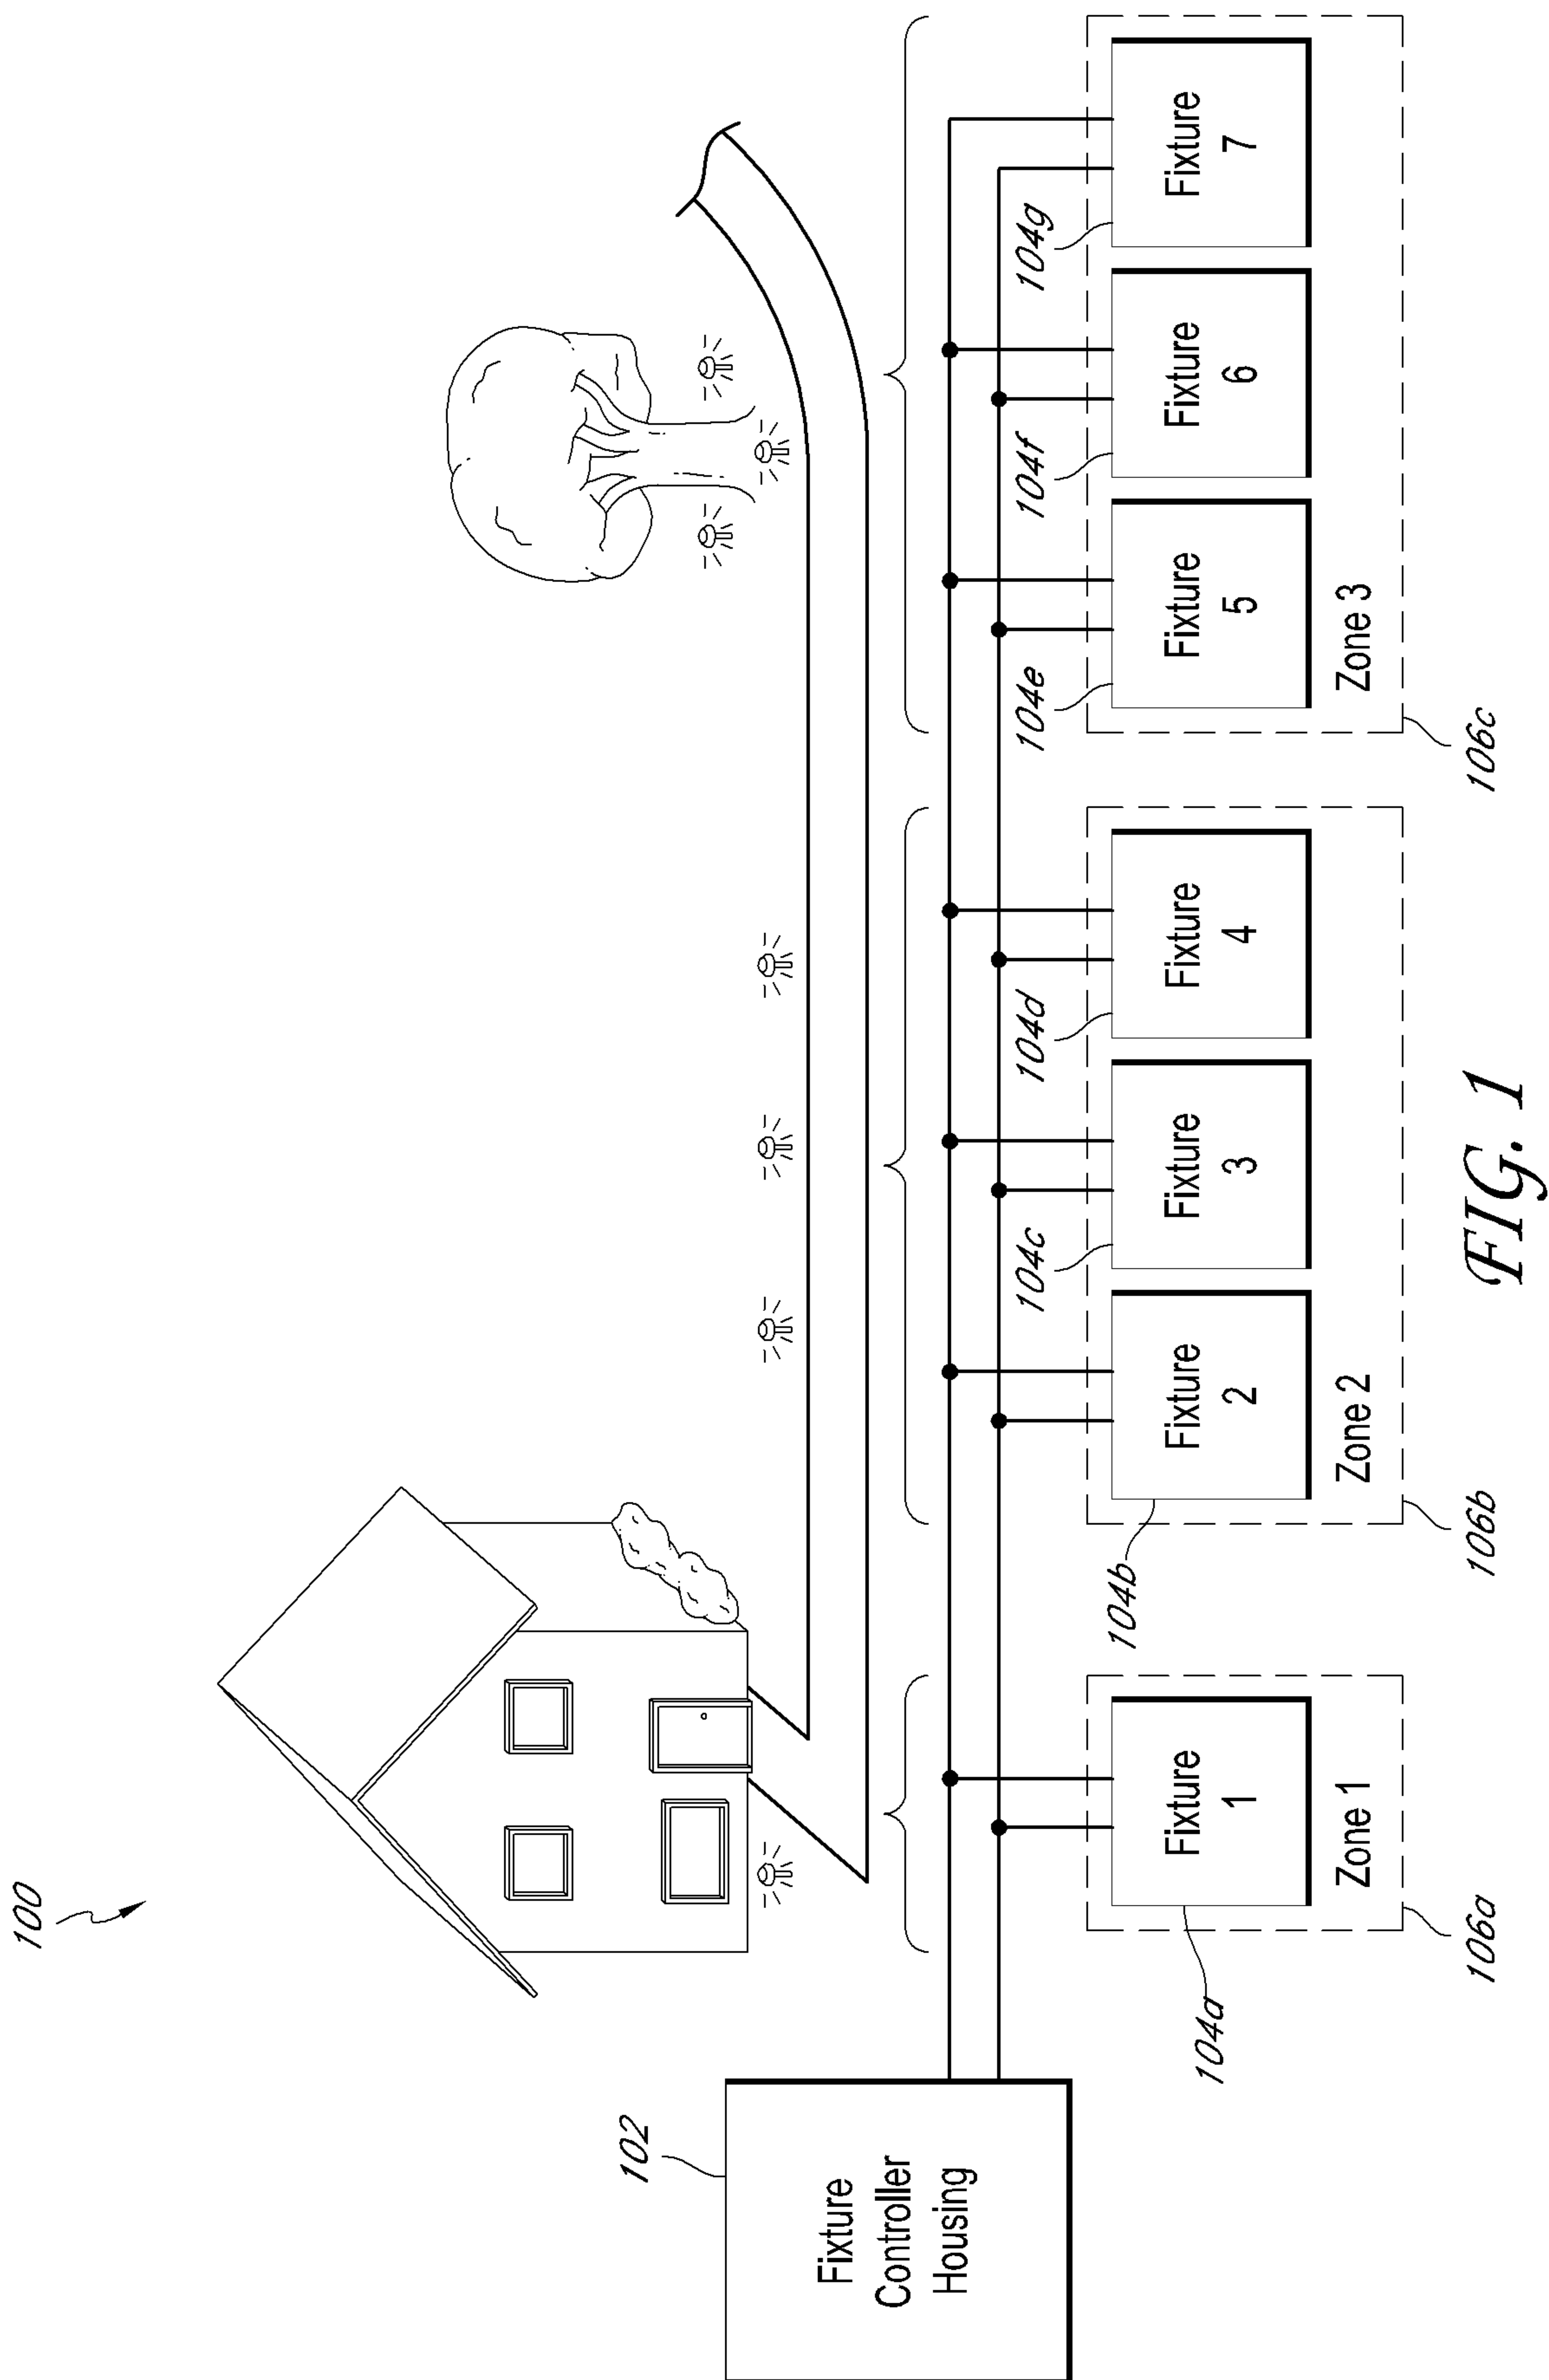 100
102
Fixture
Controller
Housing
104a
104b
104c
104d
104e
104f
104g
Fixture
1
Fixture
2
Fixture
3
Fixture
4
Fixture
5
Fixture
6
Fixture
7
Zone 1
Zone 2
Zone 3
106a
106b
106c
FIG. 1